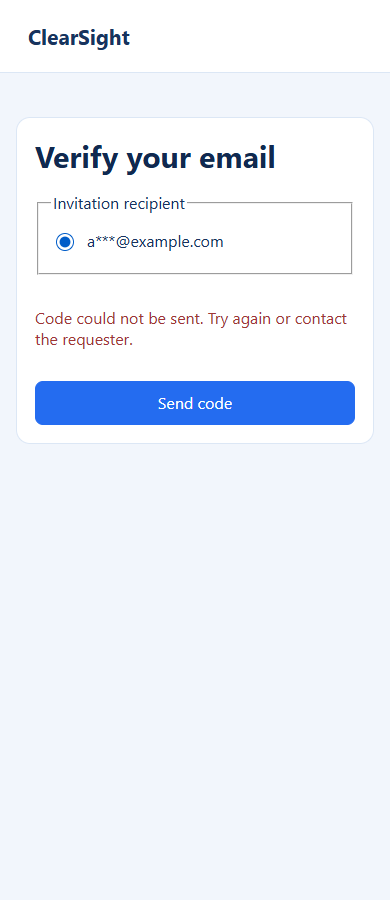 ClearSight
Verify your email
Invitation recipient
a***@example.com
Code could not be sent. Try again or contact
the requester.
Send code